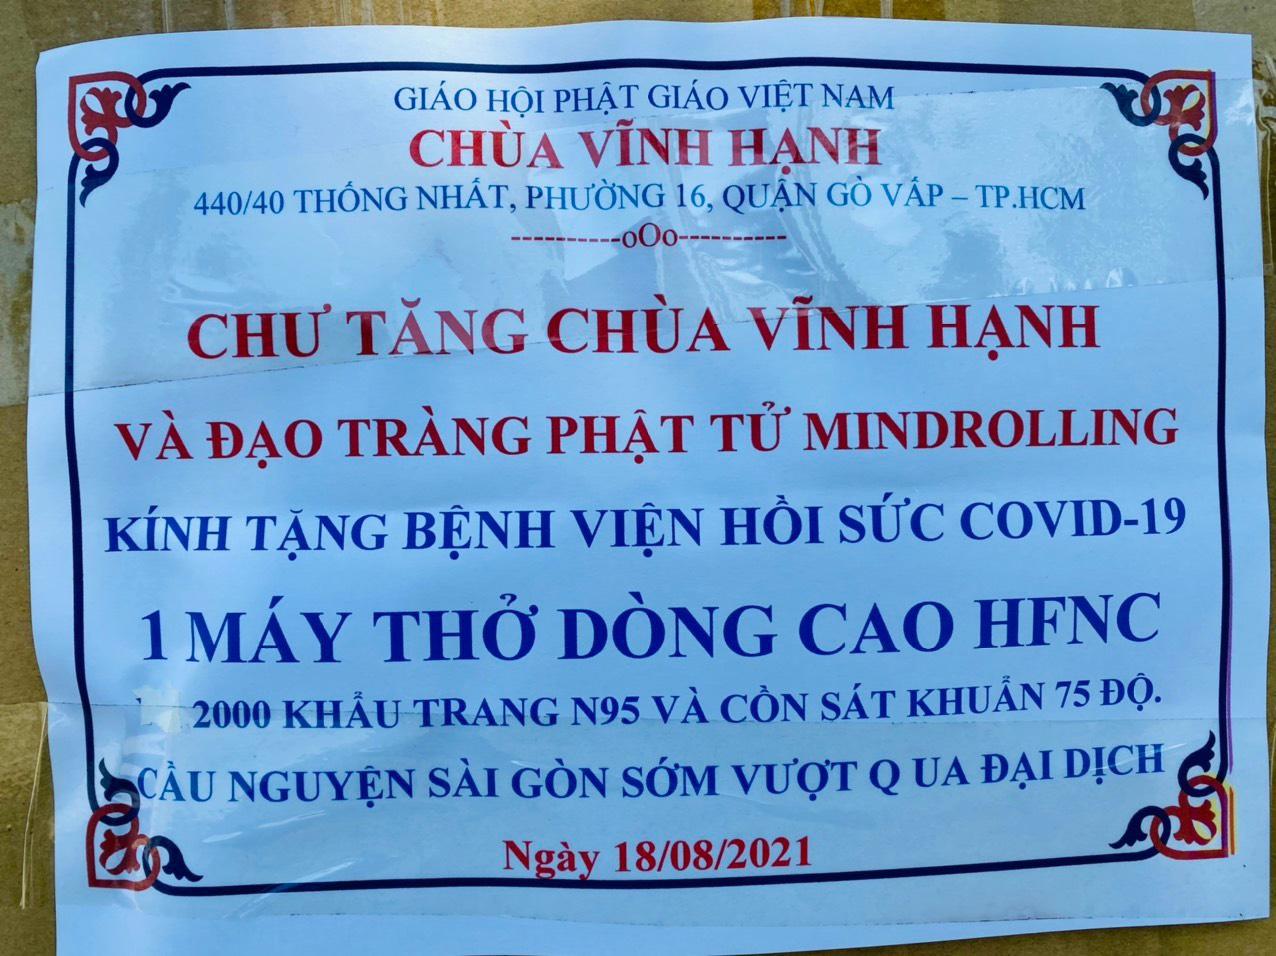 GIÁO HỘI PHẬT GIÁO VIỆT NAM
CHÙA VĨNH HẠNH
440/40 THỐNG NHẤT, PHƯỜNG 16, QUẬN GÒ VẤP – TP.HCM
-----------oOo-----------
CHƯ TĂNG CHÙA VĨNH HẠNH
VÀ ĐẠO TRÀNG PHẬT TỬ MINDROLLING
KÍNH TẶNG BỆNH VIỆN HỒI SỨC COVID-19
1 MÁY THỞ DÒNG CAO HFNC
2000 KHẨU TRANG N95 VÀ CỒN SÁT KHUẨN 75 ĐỘ.
CẦU NGUYỆN SÀI GÒN SỚM VƯỢT Q UA ĐẠI DỊCH
Ngày 18/08/2021